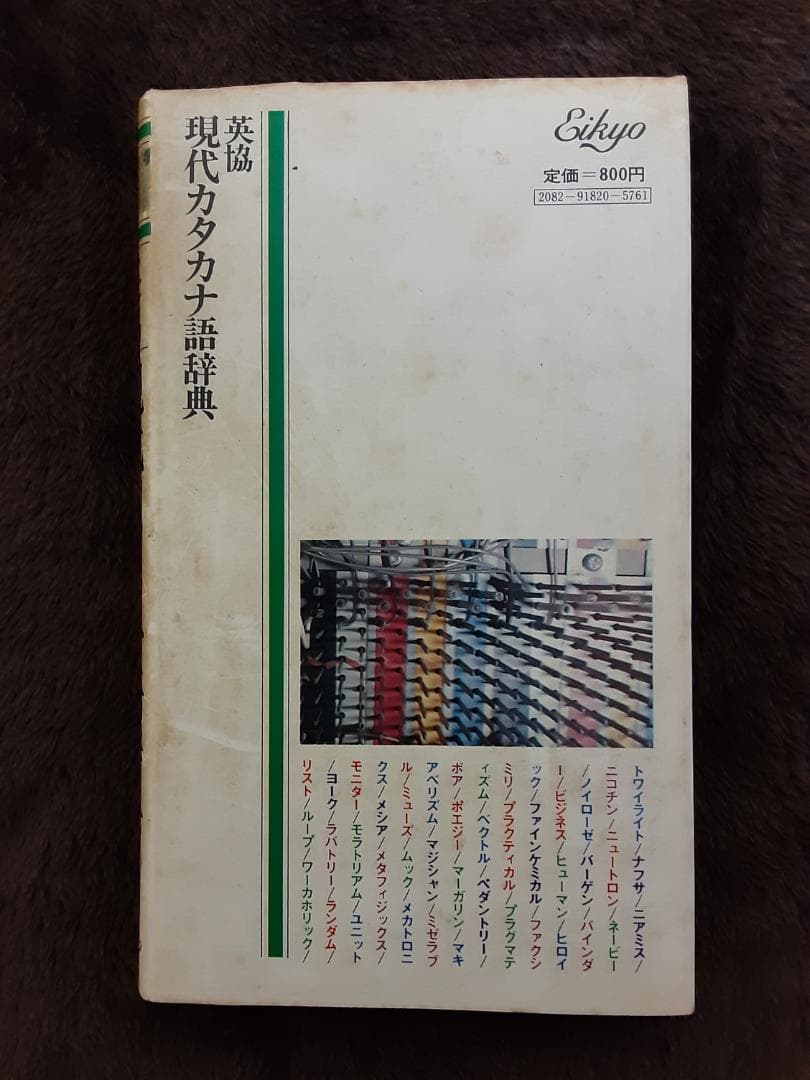 英協
現代カタカナ語辞典
Eikyo
定価＝800円
2082－91820－5761
トワイライト/ナフサ/ニアミス/
ニコチン/ニュートロン/ネービー
/ノイローゼ/バーゲン/バインダ
ー/ビジネス/ヒューマン/ヒロイ
ック/ファインケミカル/ファクシ
ミリ/プラクティカル/プラグマテ
ィズム/ベクトル/ペダントリー/
ボア/ポエジー/マーガリン/マキ
アベリズム/マジシャン/ミゼラブ
ル/ミューズ/ムック/メカトロニ
クス/メシア/メタフィジックス/
モニター/モラトリアム/ユニット
/ヨーク/ラバトリー/ランダム/
リスト/ループ/ワーカホリック/